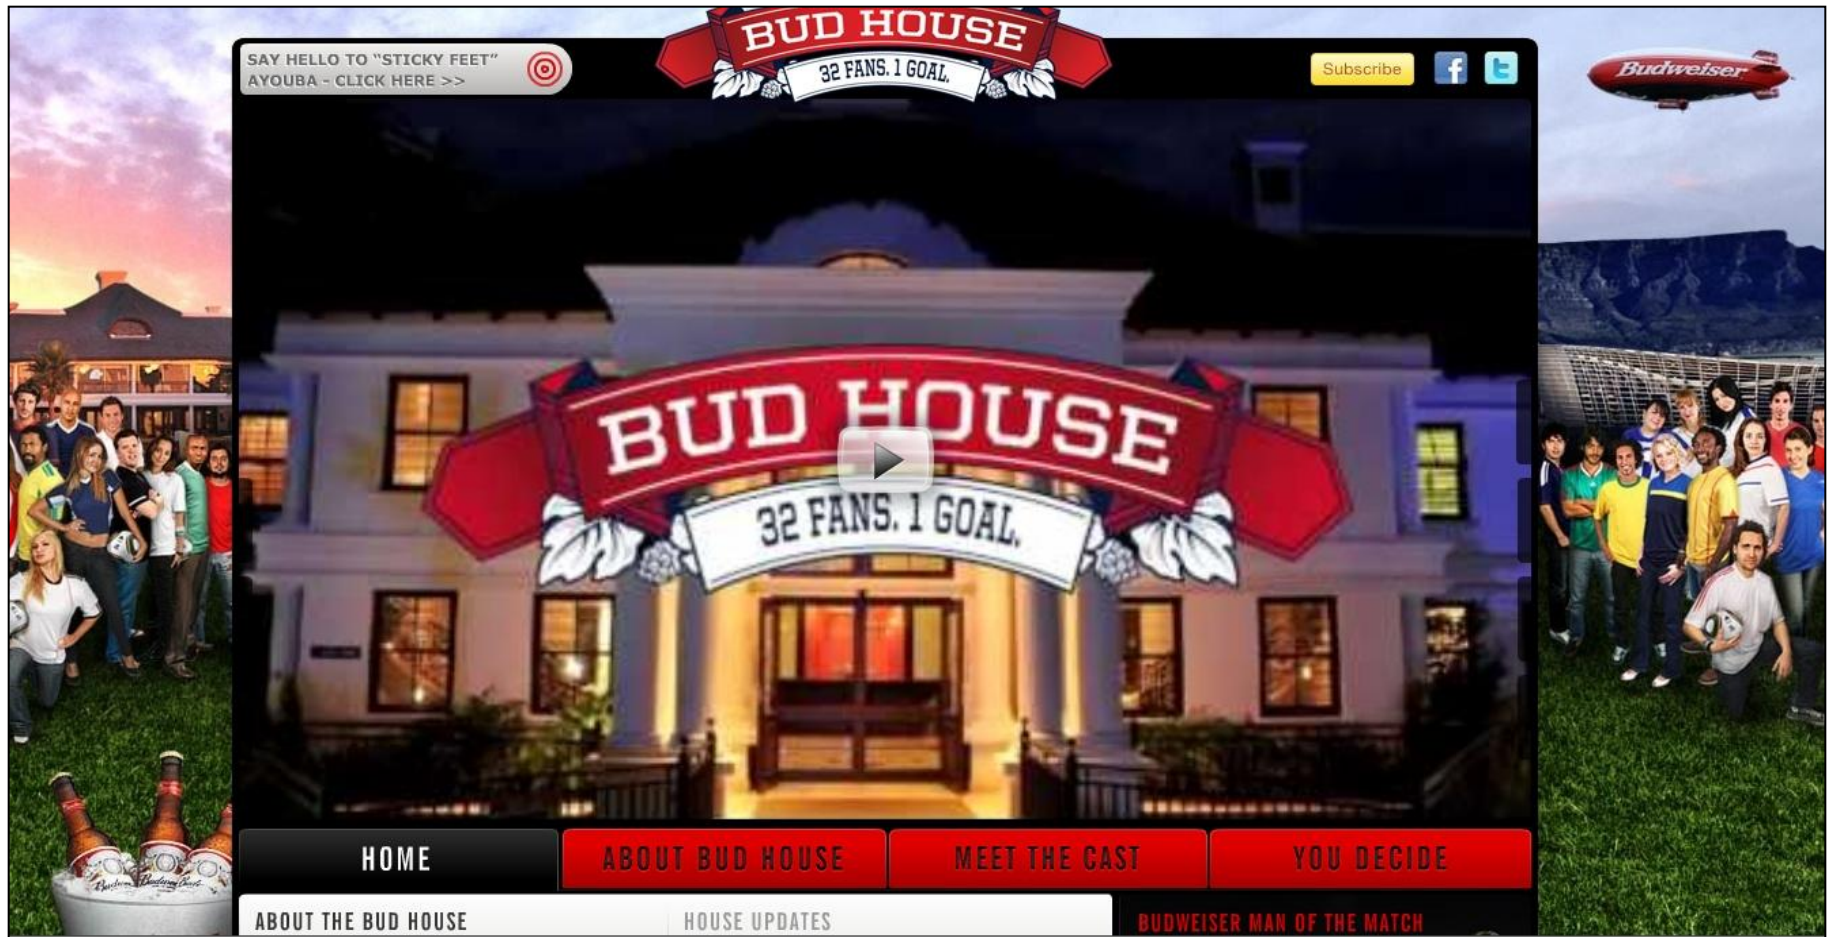 BUD HOUSE
32 FANS. 1 GOAL.
SAY HELLO TO "STICKY FEET"
AYOUBA - CLICK HERE >>
Subscribe
Budweiser
BUD HOUSE
32 FANS. 1 GOAL.
HOME
ABOUT BUD HOUSE
MEET THE CAST
YOU DECIDE
Budweiser
ABOUT THE BUD HOUSE
HOUSE UPDATES
BUDWEISER MAN OF THE MATCH